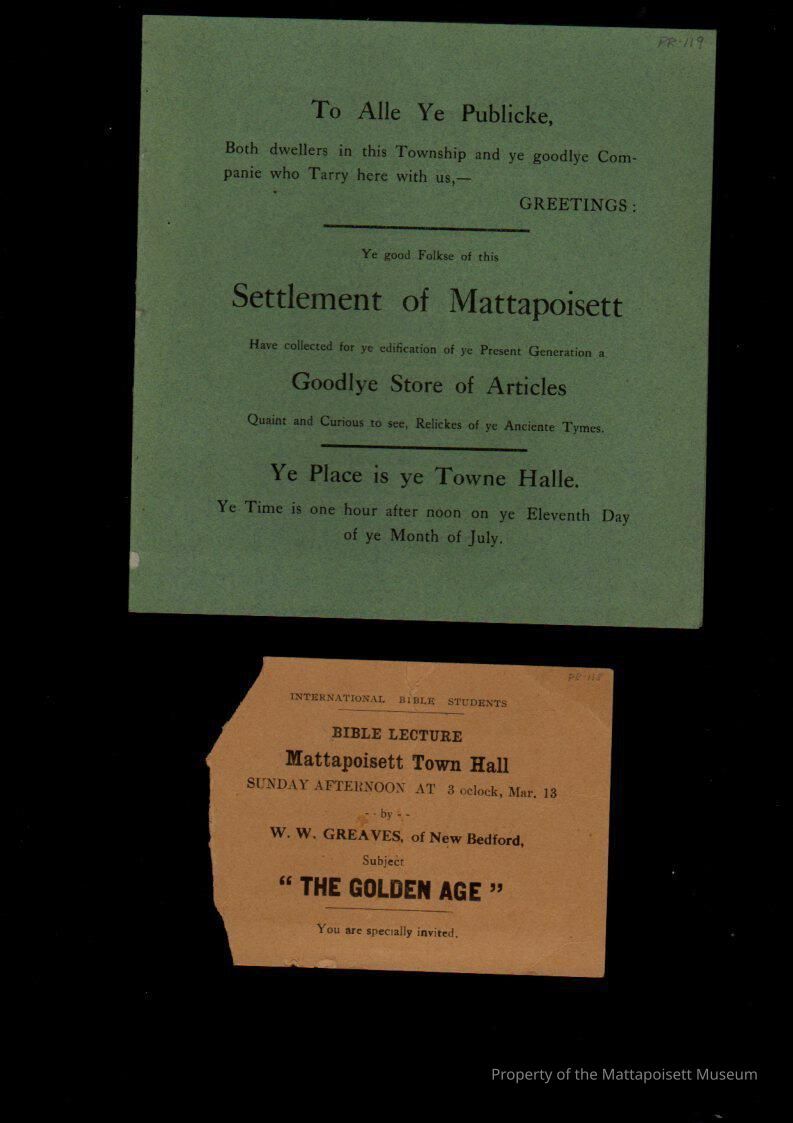 PR-119
To Alle Ye Publicke,
Both dwellers in this Township and ye goodlye Com-
panie who Tarry here with us,—
GREETINGS:
Ye good Folkse of this
Settlement of Mattapoisett
Have collected for ye edification of ye Present Generation a
Goodlye Store of Articles
Quaint and Curious to see, Relickes of ye Anciente Tymes.
Ye Place is ye Towne Halle.
Ye Time is one hour after noon on ye Eleventh Day
of ye Month of July.
PR-118
INTERNATIONAL BIBLE STUDENTS
BIBLE LECTURE
Mattapoisett Town Hall
SUNDAY AFTERNOON AT 3 oclock, Mar. 13
- - by - -
W. W. GREAVES, of New Bedford,
Subject
“ THE GOLDEN AGE ”
You are specially invited.
Property of the Mattapoisett Museum